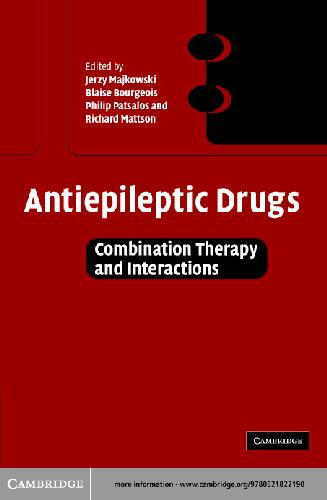 Edited by
Jerzy Majkowski
Blaise Bourgeois
Philip Patsalos and
Richard Mattson
Antiepileptic Drugs
Combination Therapy
and Interactions
CAMBRIDGE
CAMBRIDGE more information - www.cambridge.org/9780521822190